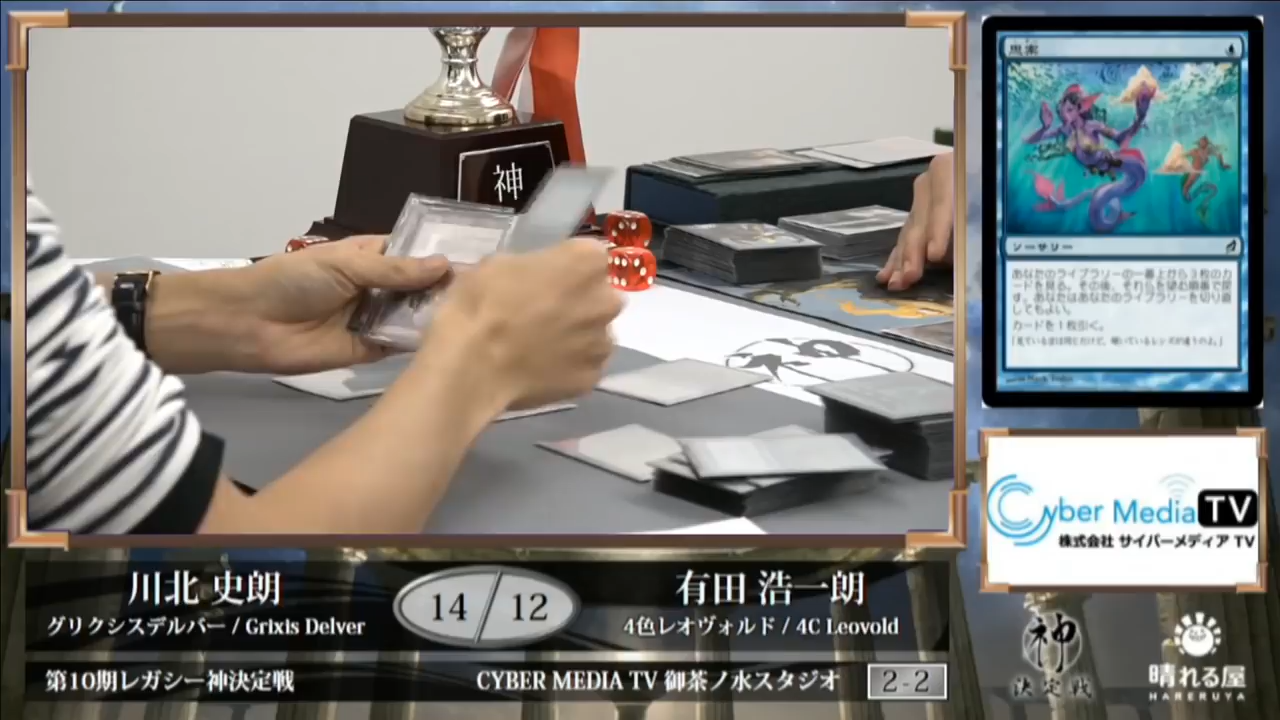 神
思案
ソーサリー
あなたのライブラリーの一番上から3枚のカ
ードを見る。その後、それらを望む順番で戻
す。あなたはあなたのライブラリーを切り直
してもよい。
カードを1枚引く。
Cyber Media TV
株式会社 サイバーメディア TV
川北 史朗
グリクシスデルバー / Grixis Delver
14 / 12
有田 浩一朗
4色レオヴォルド / 4C Leovold
第10期レガシー神決定戦
CYBER MEDIA TV 御茶ノ水スタジオ
2-2
神
決定戦
晴れる屋
HARERUYA